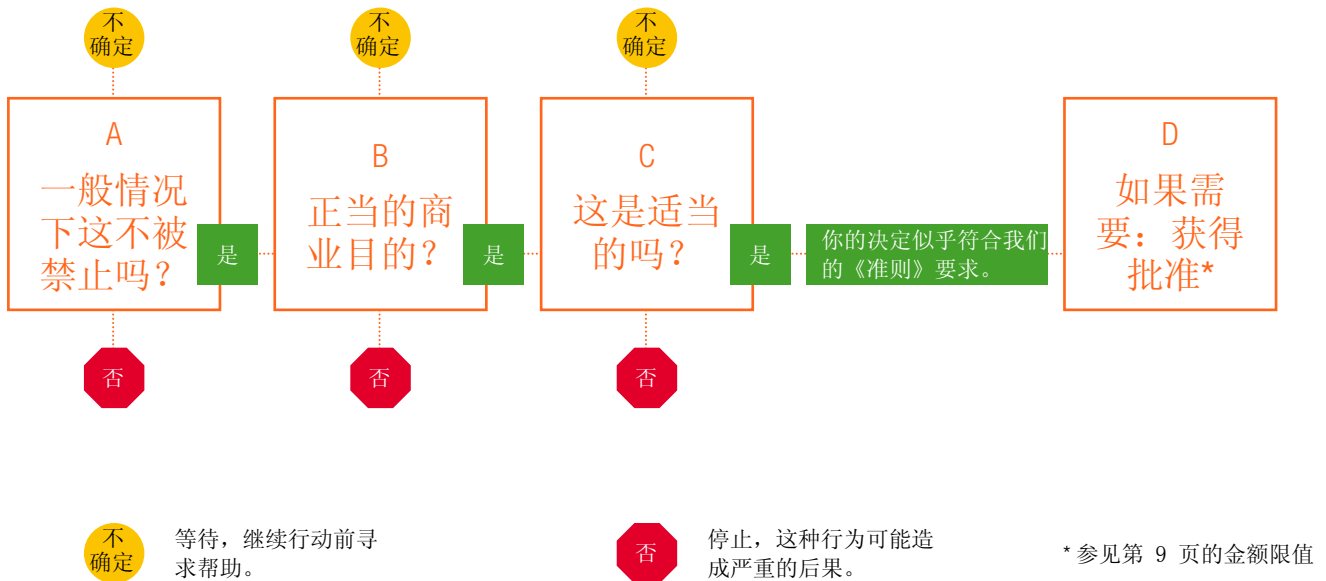 不
确定
不
确定
不
确定
A
一般情况
下这不被
禁止吗？
是
否
B
正当的商
业目的？
是
否
C
这是适当
的吗？
是
否
你的决定似乎符合我们
的《准则》要求。
D
如果需
要：获得
批准*
不
确定
等待，继续行动前寻
求帮助。
否
停止，这种行为可能造
成严重的后果。
* 参见第 9 页的金额限值